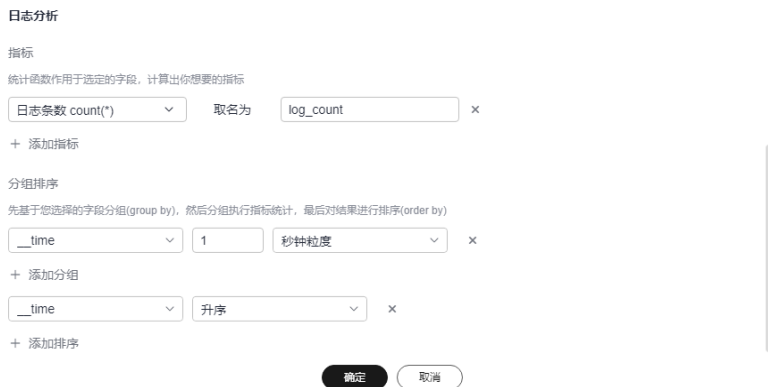 日志分析
指标
统计函数作用于选定的字段，计算出你想要的指标
日志条数 count(*) 取名为 log_count ×
+ 添加指标
分组排序
先基于您选择的字段分组(group by)，然后分组执行指标统计，最后对结果进行排序(order by)
__time 1 秒钟粒度 ×
+ 添加分组
__time 升序 ×
+ 添加排序
确定 取消